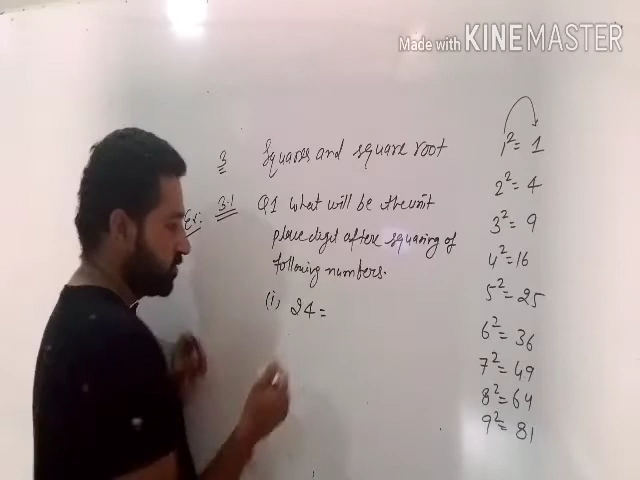 Made with KINEMASTER
3 Squares and square root
Ex: 3.1 Q1 What will be the unit
place digit after squaring of
following numbers.
(i) 24=
1²= 1
2²= 4
3²= 9
4²=16
5²=25
6²= 36
7²= 49
8²= 64
9²= 81